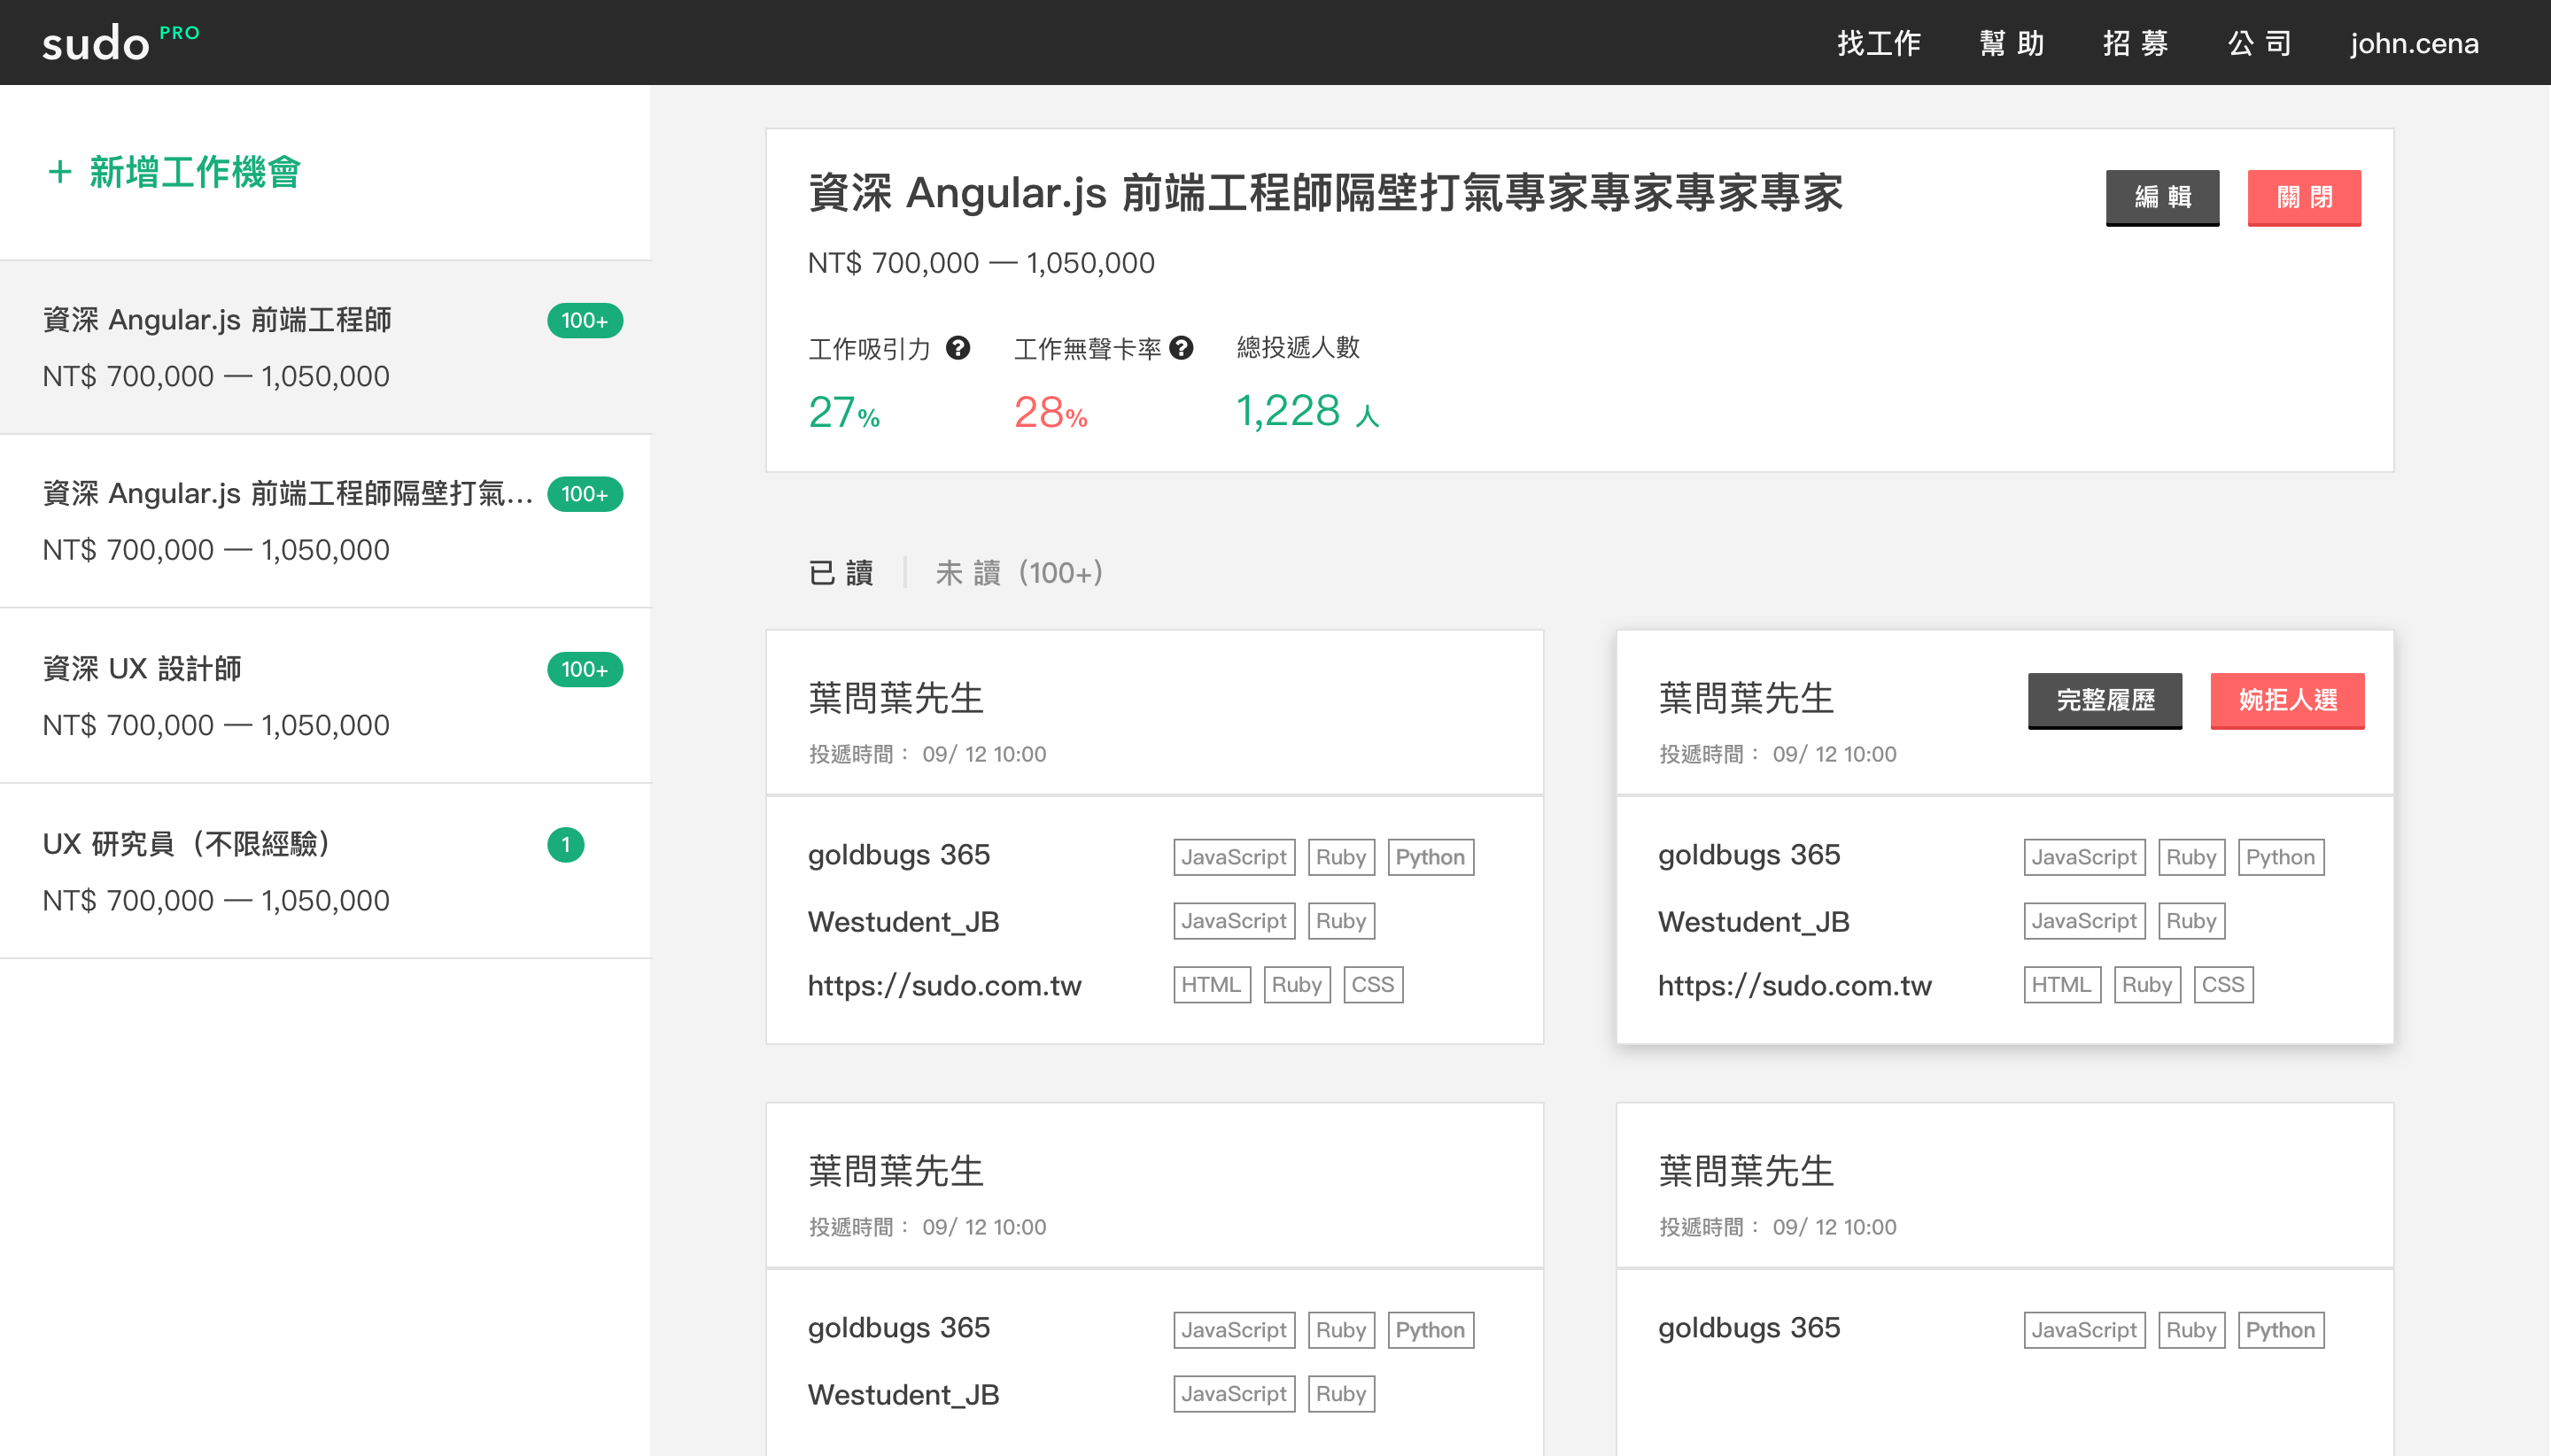 sudo PRO
找工作 幫 助 招 募 公 司 john.cena
+ 新增工作機會
資深 Angular.js 前端工程師 100+
NT$ 700,000 — 1,050,000
資深 Angular.js 前端工程師隔壁打氣... 100+
NT$ 700,000 — 1,050,000
資深 UX 設計師 100+
NT$ 700,000 — 1,050,000
UX 研究員（不限經驗） 1
NT$ 700,000 — 1,050,000
資深 Angular.js 前端工程師隔壁打氣專家專家專家專家 編 輯 關 閉
NT$ 700,000 — 1,050,000
工作吸引力 ? 工作無聲卡率 ? 總投遞人數
27% 28% 1,228 人
已 讀 | 未 讀 (100+)
葉問葉先生
投遞時間： 09/ 12 10:00
goldbugs 365 JavaScript Ruby Python
Westudent_JB JavaScript Ruby
https://sudo.com.tw HTML Ruby CSS
葉問葉先生 完整履歷 婉拒人選
投遞時間： 09/ 12 10:00
goldbugs 365 JavaScript Ruby Python
Westudent_JB JavaScript Ruby
https://sudo.com.tw HTML Ruby CSS
葉問葉先生
投遞時間： 09/ 12 10:00
goldbugs 365 JavaScript Ruby Python
Westudent_JB JavaScript Ruby
葉問葉先生
投遞時間： 09/ 12 10:00
goldbugs 365 JavaScript Ruby Python